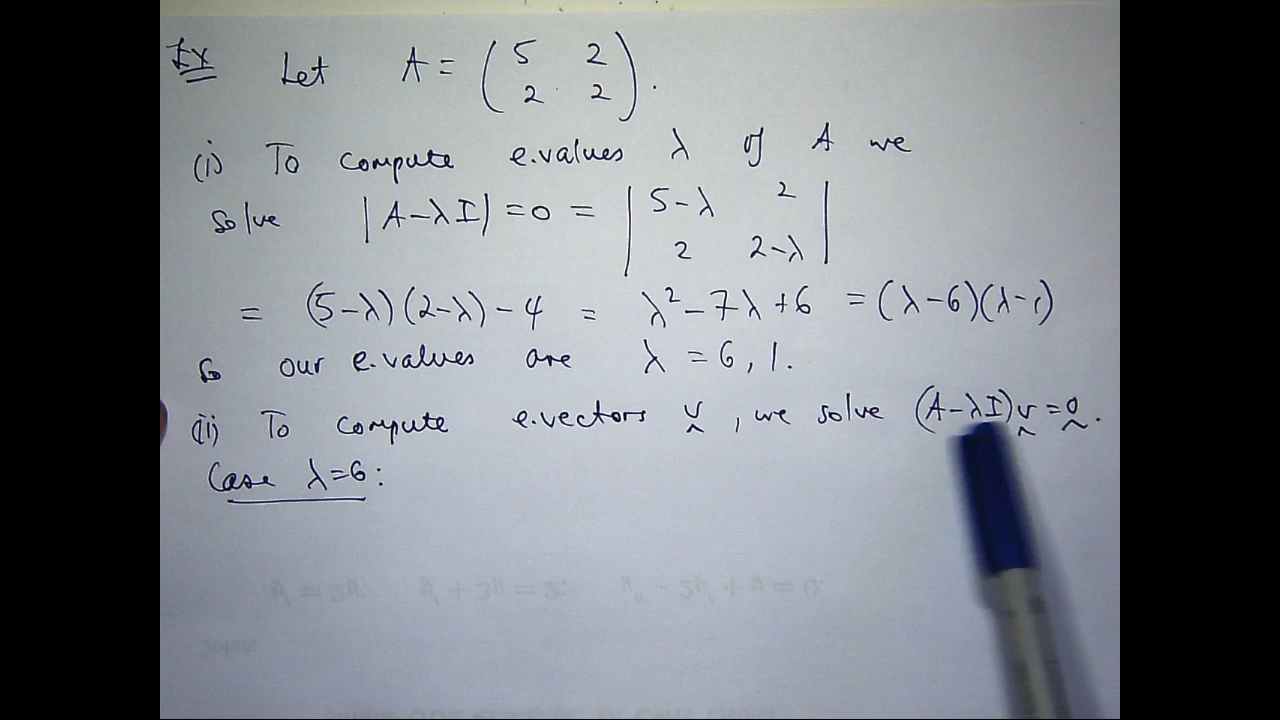 Ex Let A = (5 2
2 2).
(i) To compute e.values λ of A we
solve |A-λI| = 0 = |5-λ 2
2 2-λ|
= (5-λ)(2-λ) - 4 = λ² - 7λ + 6 = (λ-6)(λ-1)
So our e.values are λ = 6, 1.
(ii) To compute e.vectors v, we solve (A-λI)v = 0.
Case λ=6: